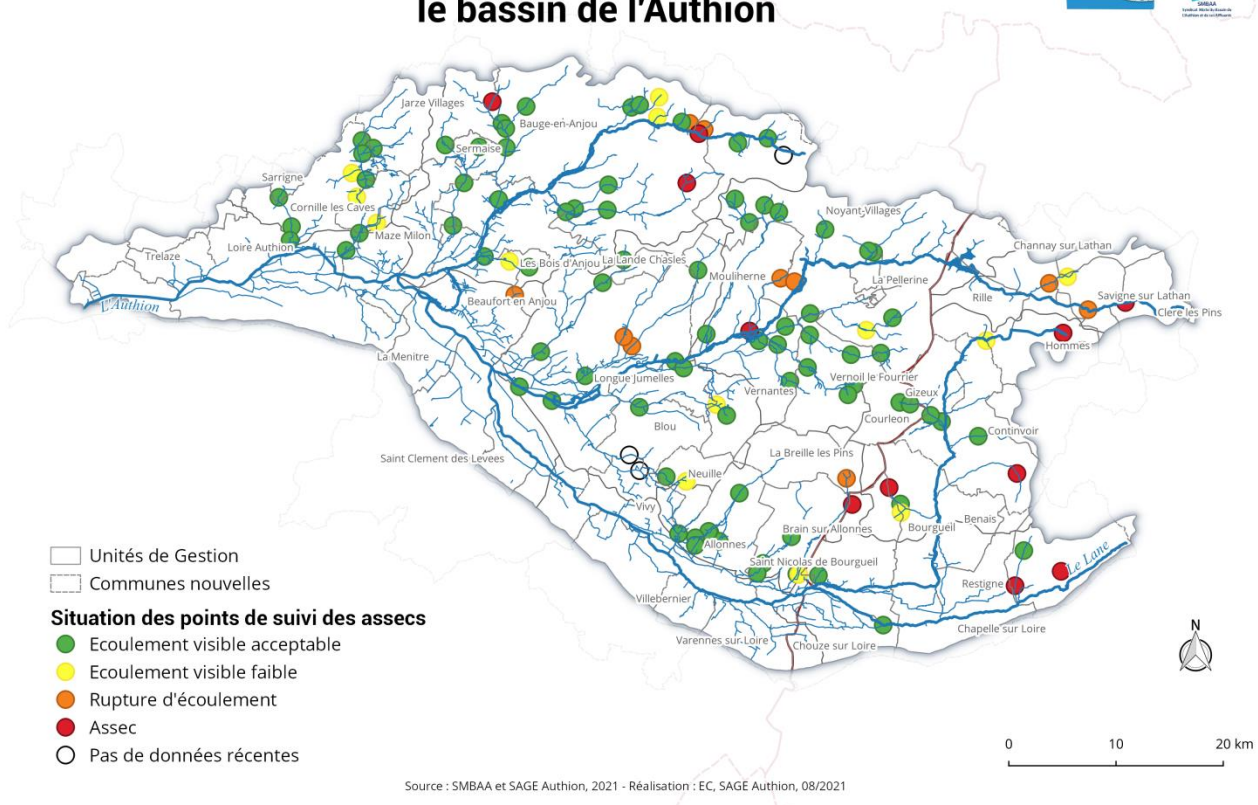 le bassin de l'Authion
SMBAA
Jarze Villages
Bauge-en-Anjou
Sermaise
Sarrigne
Cornille les Caves
Noyant-Villages
Maze Milon
Loire Authion
Channay sur Lathan
Trelaze
Les Bois d'Anjou
La Lande Chasles
Mouliherne
La Pellerine
Rille
Savigne sur Lathan
Beaufort en Anjou
L'Authion
Clere les Pins
Hommes
La Menitre
Longue Jumelles
Vernoil le Fourrier
Vernantes
Gizeux
Courleon
Blou
Continvoir
La Breille les Pins
Saint Clement des Levees
Neuille
Vivy
Benais
Brain sur Allonnes
Bourgueil
Allonnes
Saint Nicolas de Bourgueil
Le Lane
Restigne
Villebernier
Chapelle sur Loire
Varennes sur Loire
Chouze sur Loire
Unités de Gestion
Communes nouvelles
Situation des points de suivi des assecs
Ecoulement visible acceptable
Ecoulement visible faible
Rupture d'écoulement
Assec
Pas de données récentes
N
0 10 20 km
Source : SMBAA et SAGE Authion, 2021 - Réalisation : EC, SAGE Authion, 08/2021